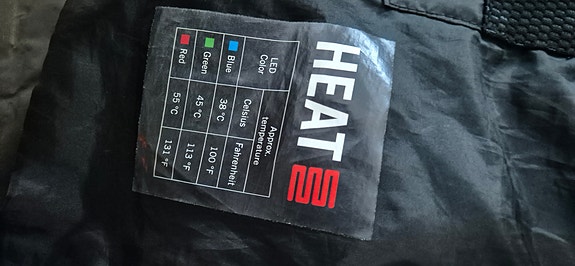 HEAT
LED Color
Approx. temperature
Celsius Fahrenheit
Blue 38 °C 100 °F
Green 45 °C 113 °F
Red 55 °C 131 °F